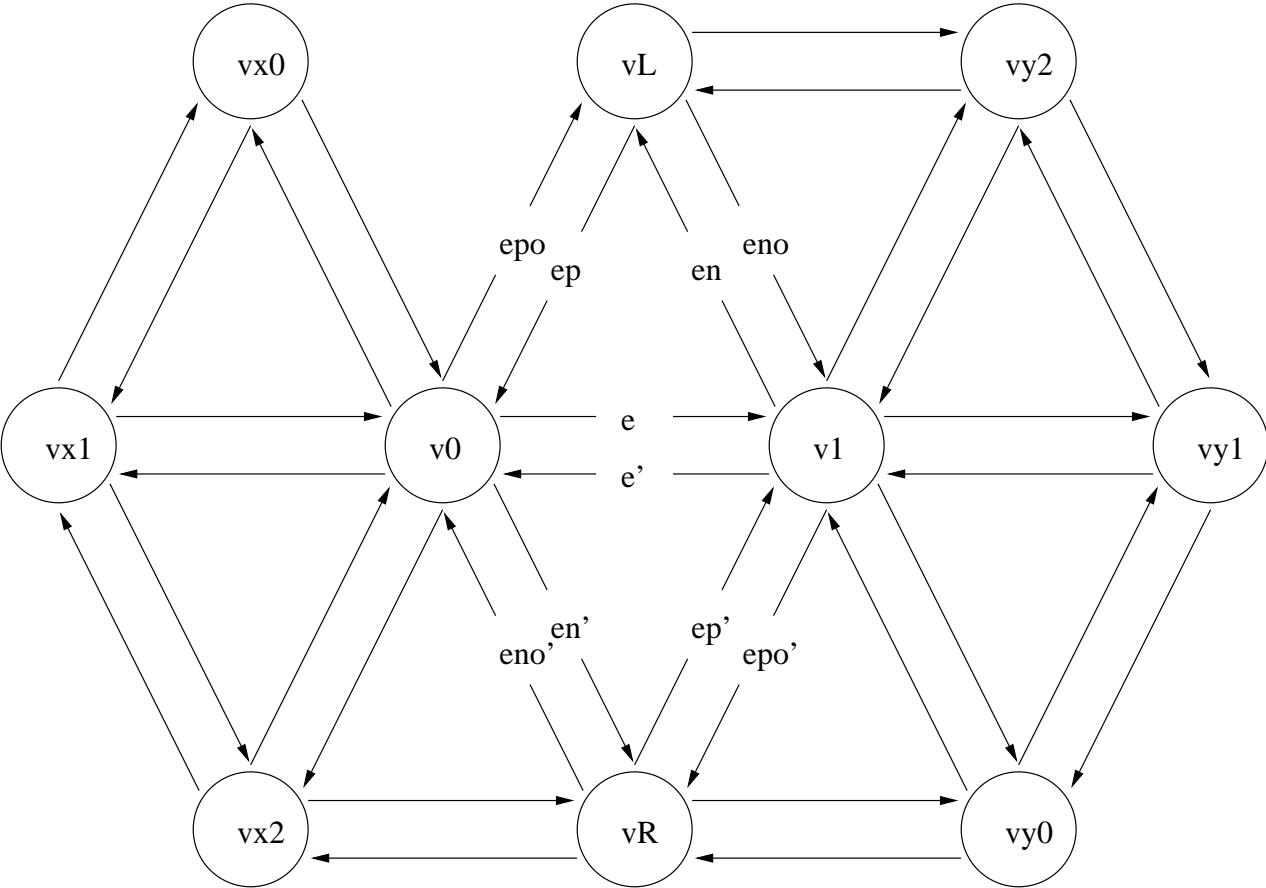 vx0 vL vy2
epo eno
ep en
e
vx1 v0 v1 vy1
e’
en’ ep’
eno’ epo’
vx2 vR vy0